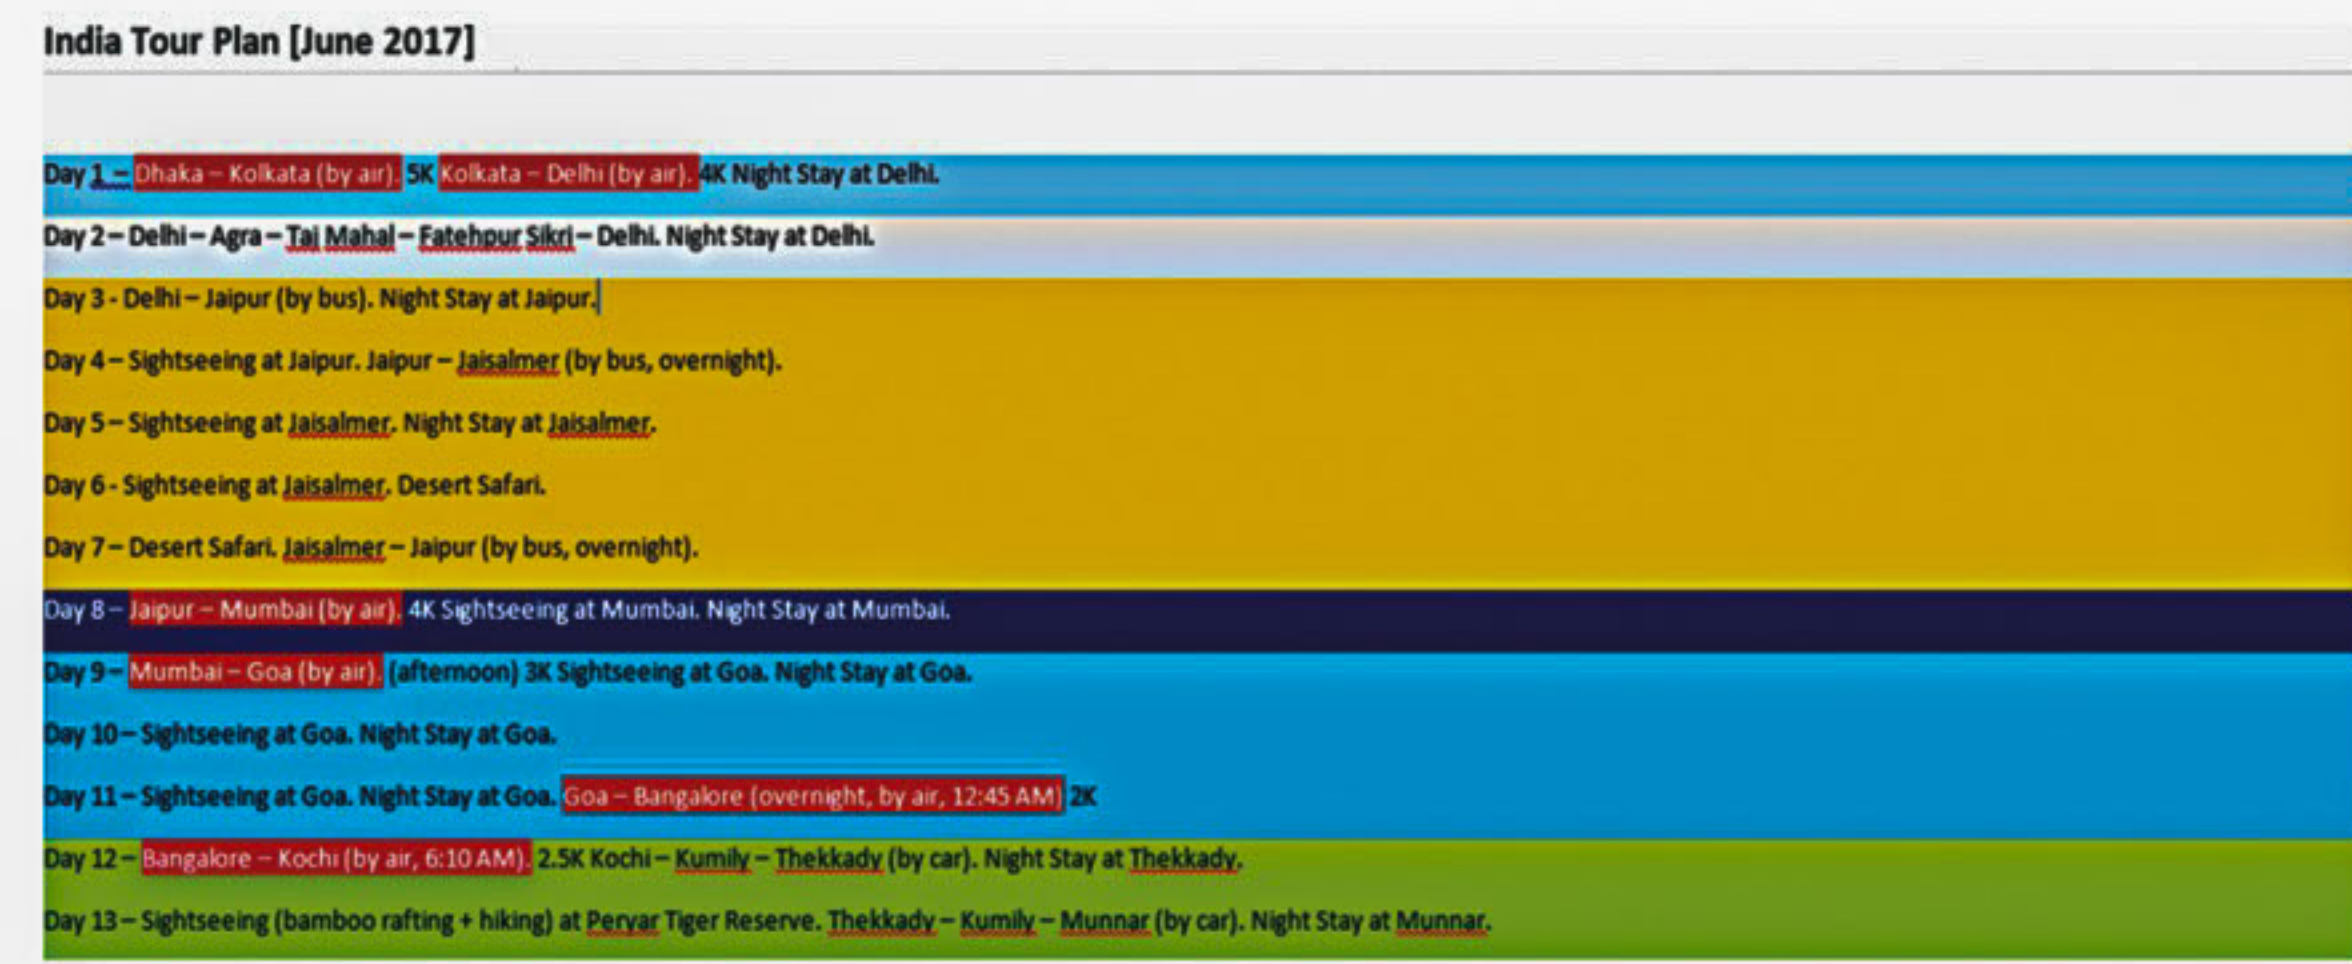 India Tour Plan [June 2017]
Day 1 – Dhaka – Kolkata (by air). 5K Kolkata – Delhi (by air). 4K Night Stay at Delhi.
Day 2 – Delhi – Agra – Taj Mahal – Fatehpur Sikri – Delhi. Night Stay at Delhi.
Day 3 - Delhi – Jaipur (by bus). Night Stay at Jaipur.
Day 4 – Sightseeing at Jaipur. Jaipur – Jaisalmer (by bus, overnight).
Day 5 – Sightseeing at Jaisalmer. Night Stay at Jaisalmer.
Day 6 - Sightseeing at Jaisalmer. Desert Safari.
Day 7 – Desert Safari. Jaisalmer – Jaipur (by bus, overnight).
Day 8 – Jaipur – Mumbai (by air). 4K Sightseeing at Mumbai. Night Stay at Mumbai.
Day 9 – Mumbai – Goa (by air). (afternoon) 3K Sightseeing at Goa. Night Stay at Goa.
Day 10 – Sightseeing at Goa. Night Stay at Goa.
Day 11 – Sightseeing at Goa. Night Stay at Goa. Goa – Bangalore (overnight, by air, 12:45 AM) 2K
Day 12 – Bangalore – Kochi (by air, 6:10 AM). 2.5K Kochi – Kumily – Thekkady (by car). Night Stay at Thekkady.
Day 13 – Sightseeing (bamboo rafting + hiking) at Peryar Tiger Reserve. Thekkady – Kumily – Munnar (by car). Night Stay at Munnar.